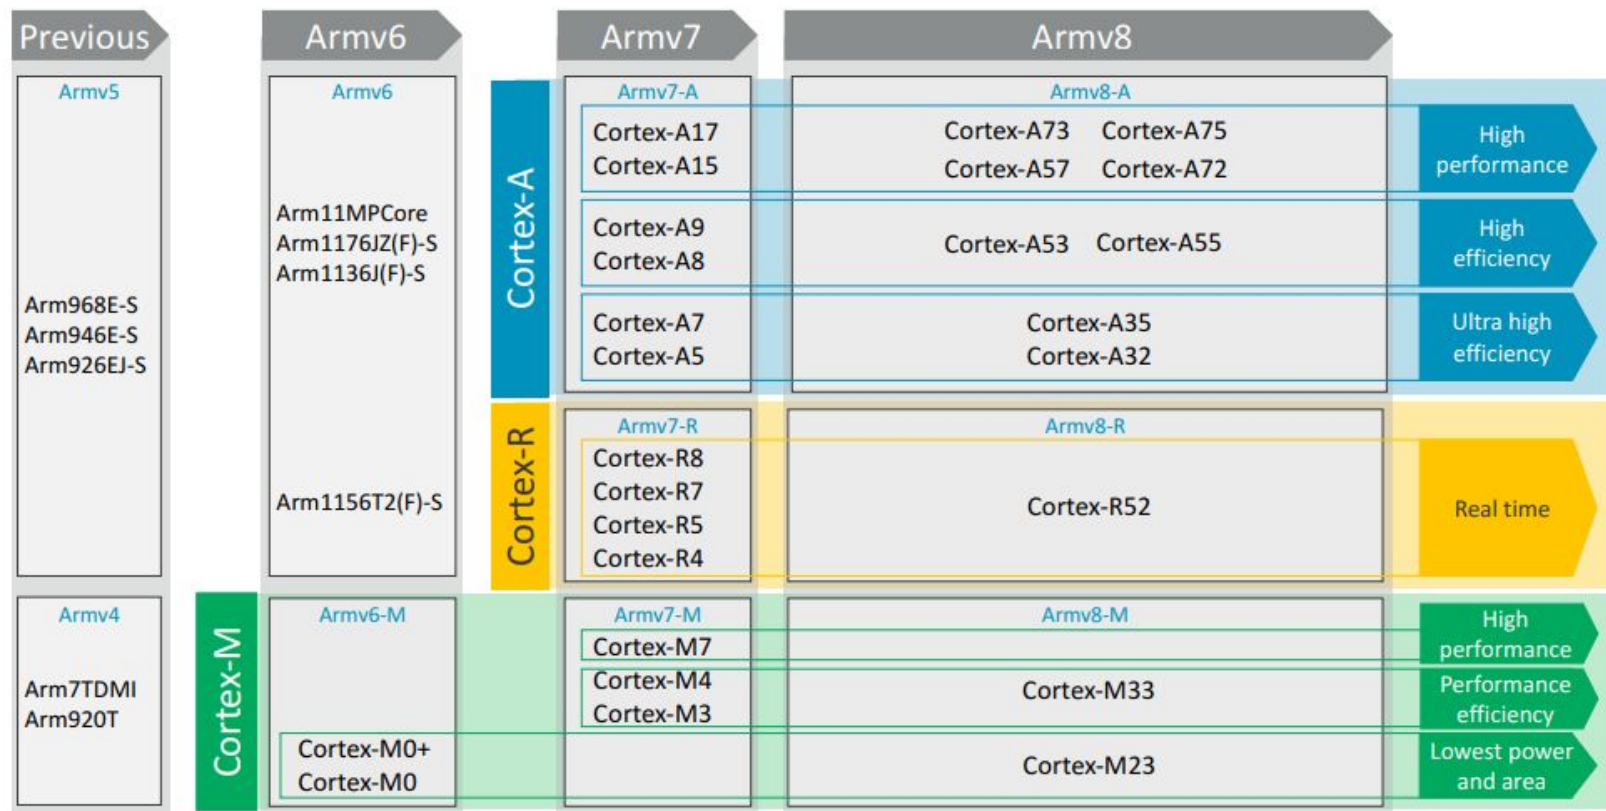 Previous
Armv6
Armv7
Armv8
Armv5
Arm968E-S
Arm946E-S
Arm926EJ-S
Armv4
Arm7TDMI
Arm920T
Armv6
Arm11MPCore
Arm1176JZ(F)-S
Arm1136J(F)-S
Arm1156T2(F)-S
Cortex-A
Armv7-A
Armv8-A
Cortex-A17
Cortex-A15
Cortex-A73 Cortex-A75
Cortex-A57 Cortex-A72
High
performance
Cortex-A9
Cortex-A8
Cortex-A53 Cortex-A55
High
efficiency
Cortex-A7
Cortex-A5
Cortex-A35
Cortex-A32
Ultra high
efficiency
Cortex-R
Armv7-R
Armv8-R
Cortex-R8
Cortex-R7
Cortex-R5
Cortex-R4
Cortex-R52
Real time
Cortex-M
Armv6-M
Armv7-M
Armv8-M
Cortex-M7
High
performance
Cortex-M4
Cortex-M3
Cortex-M33
Performance
efficiency
Cortex-M0+
Cortex-M0
Cortex-M23
Lowest power
and area